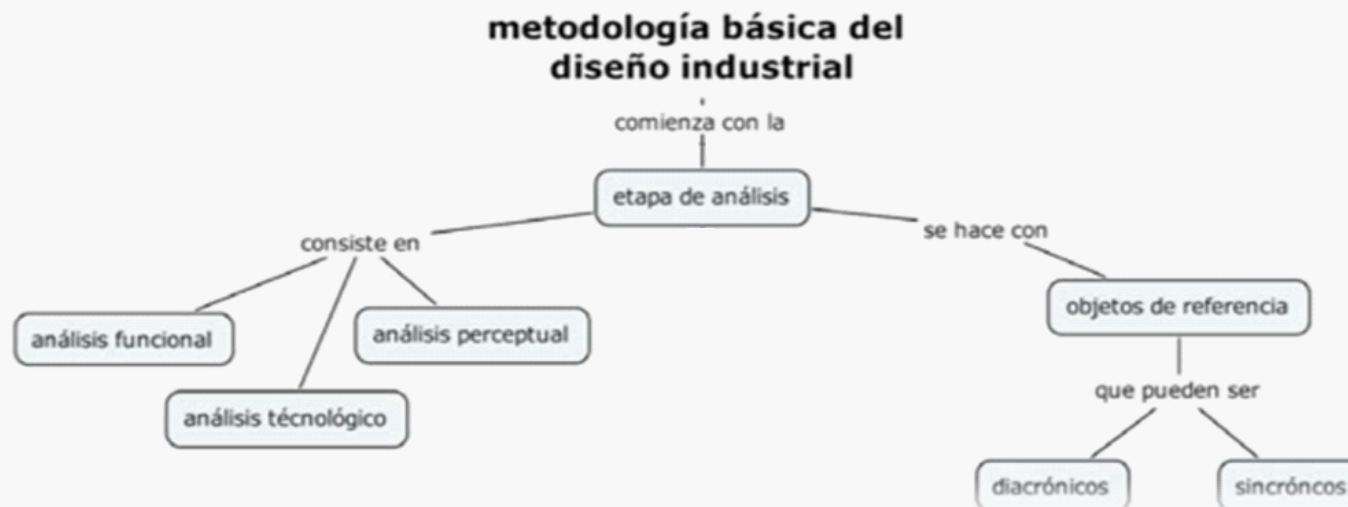 metodología básica del
diseño industrial
comienza con la
etapa de análisis
consiste en
se hace con
análisis funcional
análisis perceptual
análisis técnológico
objetos de referencia
que pueden ser
diacrónicos
sincróncos